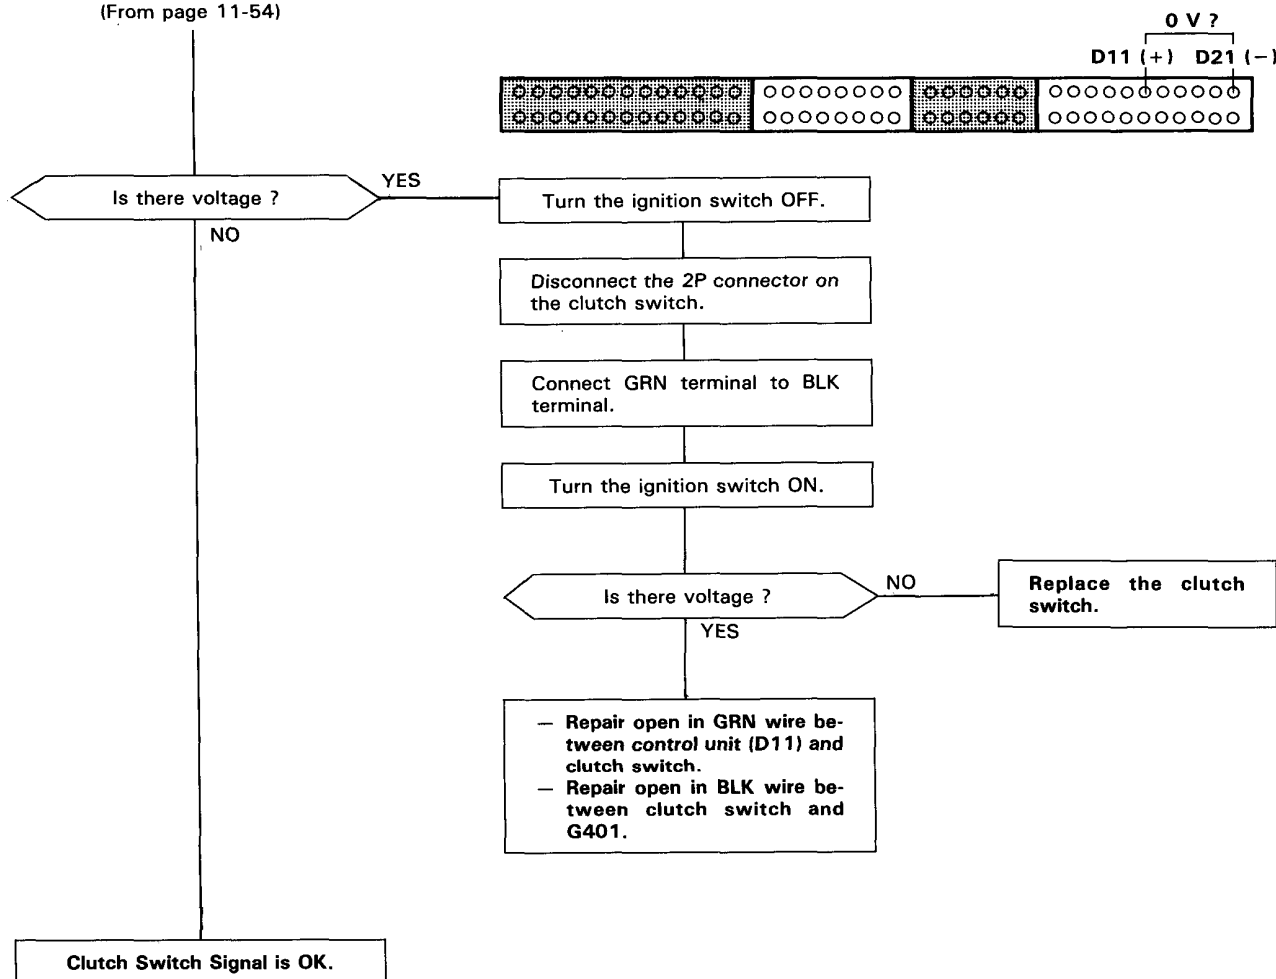 (From page 11-54)
0 V ?
D11 (+) D21 (−)
Is there voltage ?
YES
NO
Turn the ignition switch OFF.
Disconnect the 2P connector on
the clutch switch.
Connect GRN terminal to BLK
terminal.
Turn the ignition switch ON.
Is there voltage ?
NO
YES
Replace the clutch
switch.
— Repair open in GRN wire be-
tween control unit (D11) and
clutch switch.
— Repair open in BLK wire be-
tween clutch switch and
G401.
Clutch Switch Signal is OK.